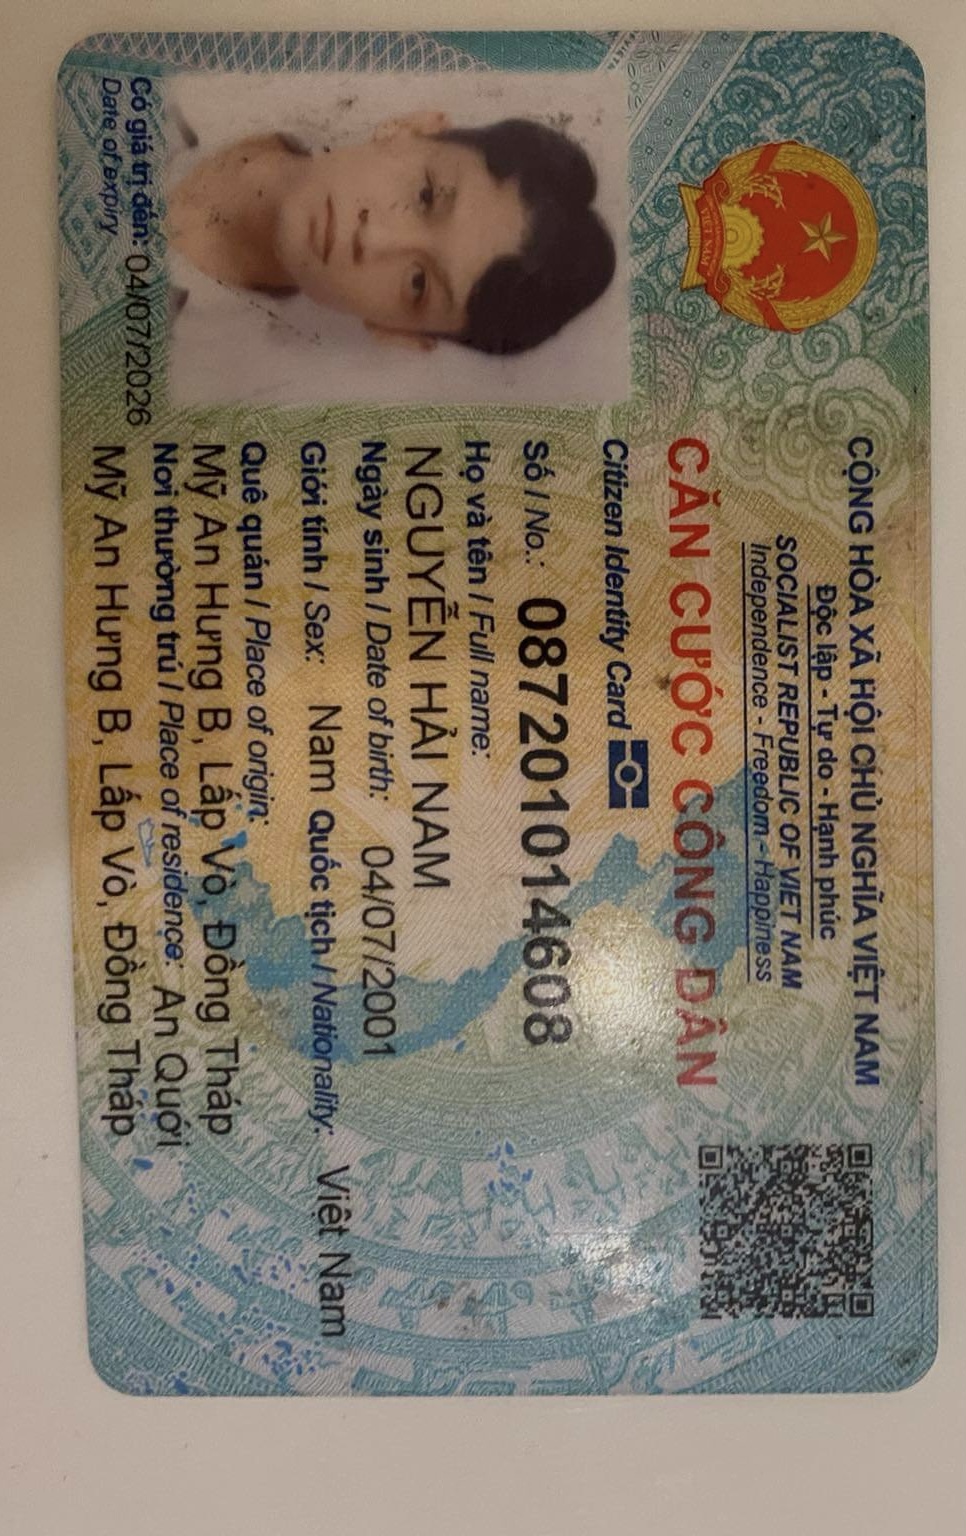 CỘNG HÒA XÃ HỘI CHỦ NGHĨA VIỆT NAM
Độc lập - Tự do - Hạnh phúc
SOCIALIST REPUBLIC OF VIET NAM
Independence - Freedom - Happiness
CĂN CƯỚC CÔNG DÂN
Citizen Identity Card
Số / No.: 087201014608
Họ và tên / Full name:
NGUYỄN HẢI NAM
Ngày sinh / Date of birth: 04/07/2001
Giới tính / Sex: Nam Quốc tịch / Nationality: Việt Nam
Quê quán / Place of origin:
Mỹ An Hưng B, Lấp Vò, Đồng Tháp
Nơi thường trú / Place of residence: An Quới
Mỹ An Hưng B, Lấp Vò, Đồng Tháp
Có giá trị đến: 04/07/2026
Date of expiry
VIỆT NAM